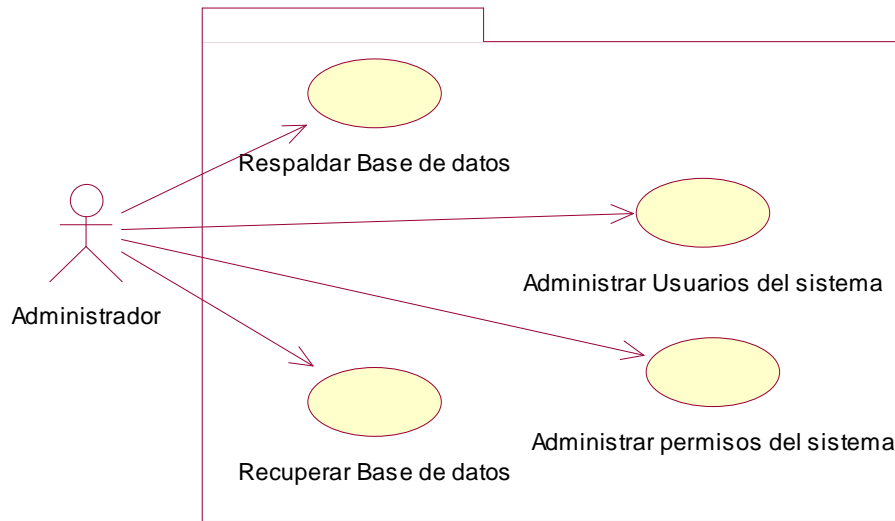 Respaldar Base de datos
Administrar Usuarios del sistema
Administrador
Administrar permisos del sistema
Recuperar Base de datos